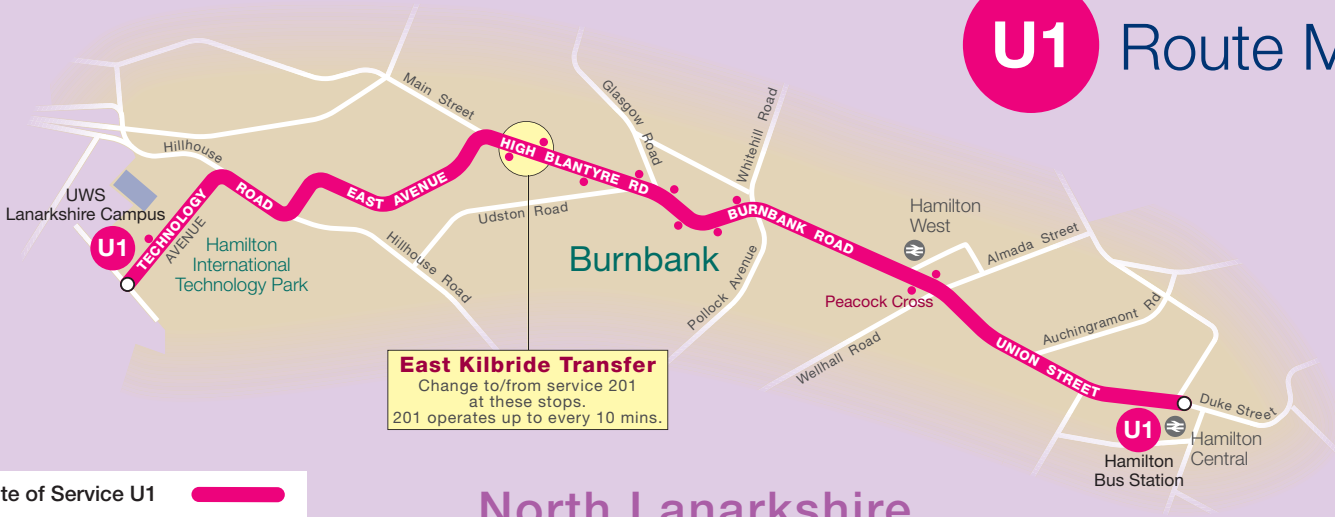 U1 Route M
Main Street
Glasgow Road
Whitehill Road
Hillhouse
HIGH BLANTYRE RD
UWS
Lanarkshire Campus
U1
TECHNOLOGY
AVENUE
ROAD
EAST AVENUE
Udston Road
BURNBANK ROAD
Hamilton
West
Almada Street
Hamilton
International
Technology Park
Hillhouse Road
Burnbank
Pollock Avenue
Peacock Cross
Auchingramont Rd
Wellhall Road
UNION STREET
East Kilbride Transfer
Change to/from service 201
at these stops.
201 operates up to every 10 mins.
Duke Street
U1
Hamilton
Central
Hamilton
Bus Station
te of Service U1
North Lanarkshire